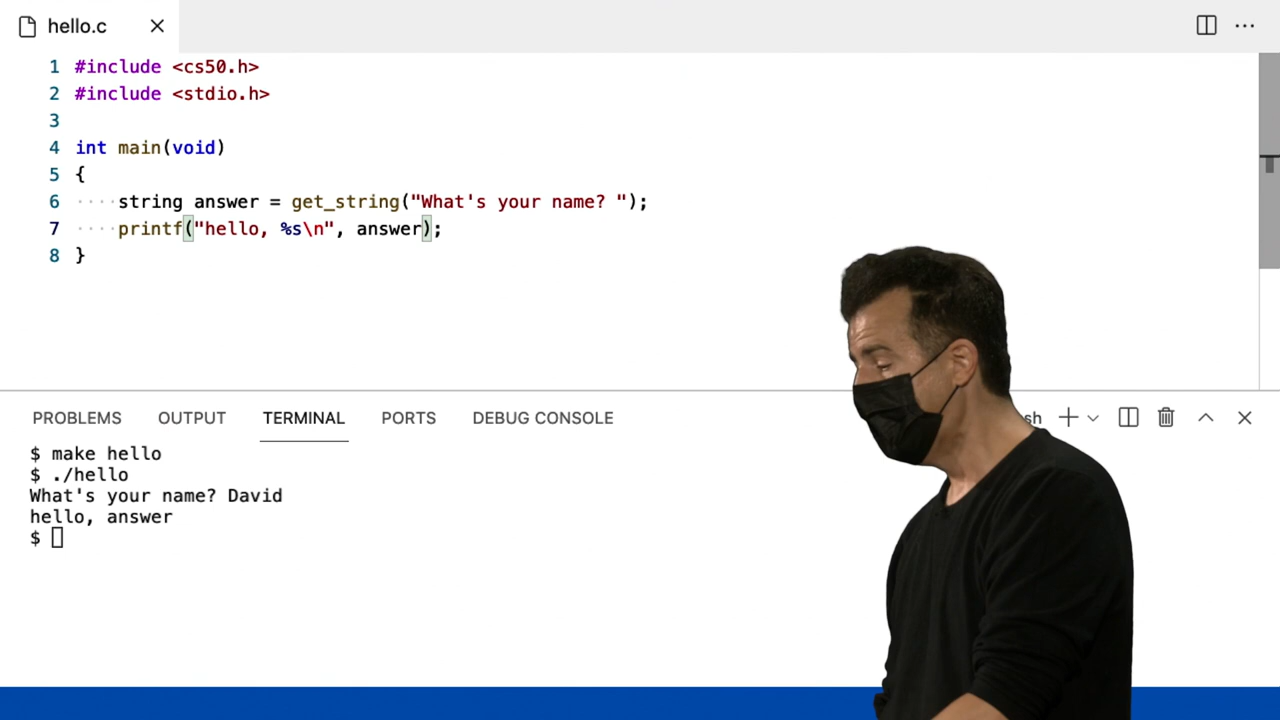 hello.c
1 #include <cs50.h>
2 #include <stdio.h>
3
4 int main(void)
5 {
6 ····string answer = get_string("What's your name? ");
7 ····printf("hello, %s\n", answer);
8 }
PROBLEMS OUTPUT TERMINAL PORTS DEBUG CONSOLE sh
$ make hello
$ ./hello
What's your name? David
hello, answer
$